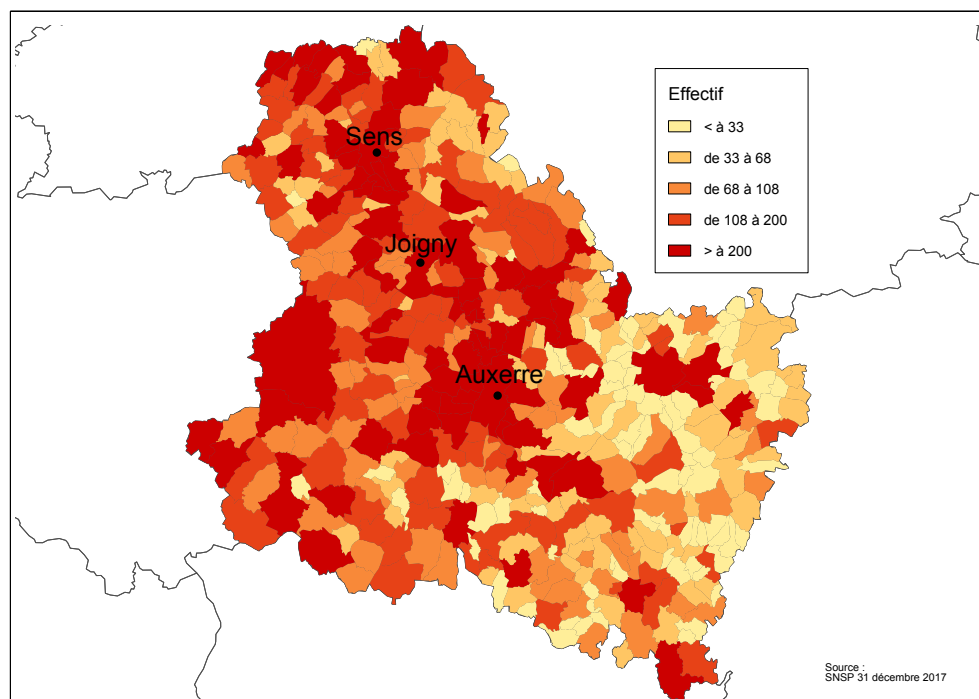 Effectif
< à 33
de 33 à 68
de 68 à 108
de 108 à 200
> à 200
Sens
Joigny
Auxerre
Source :
SNSP 31 décembre 2017